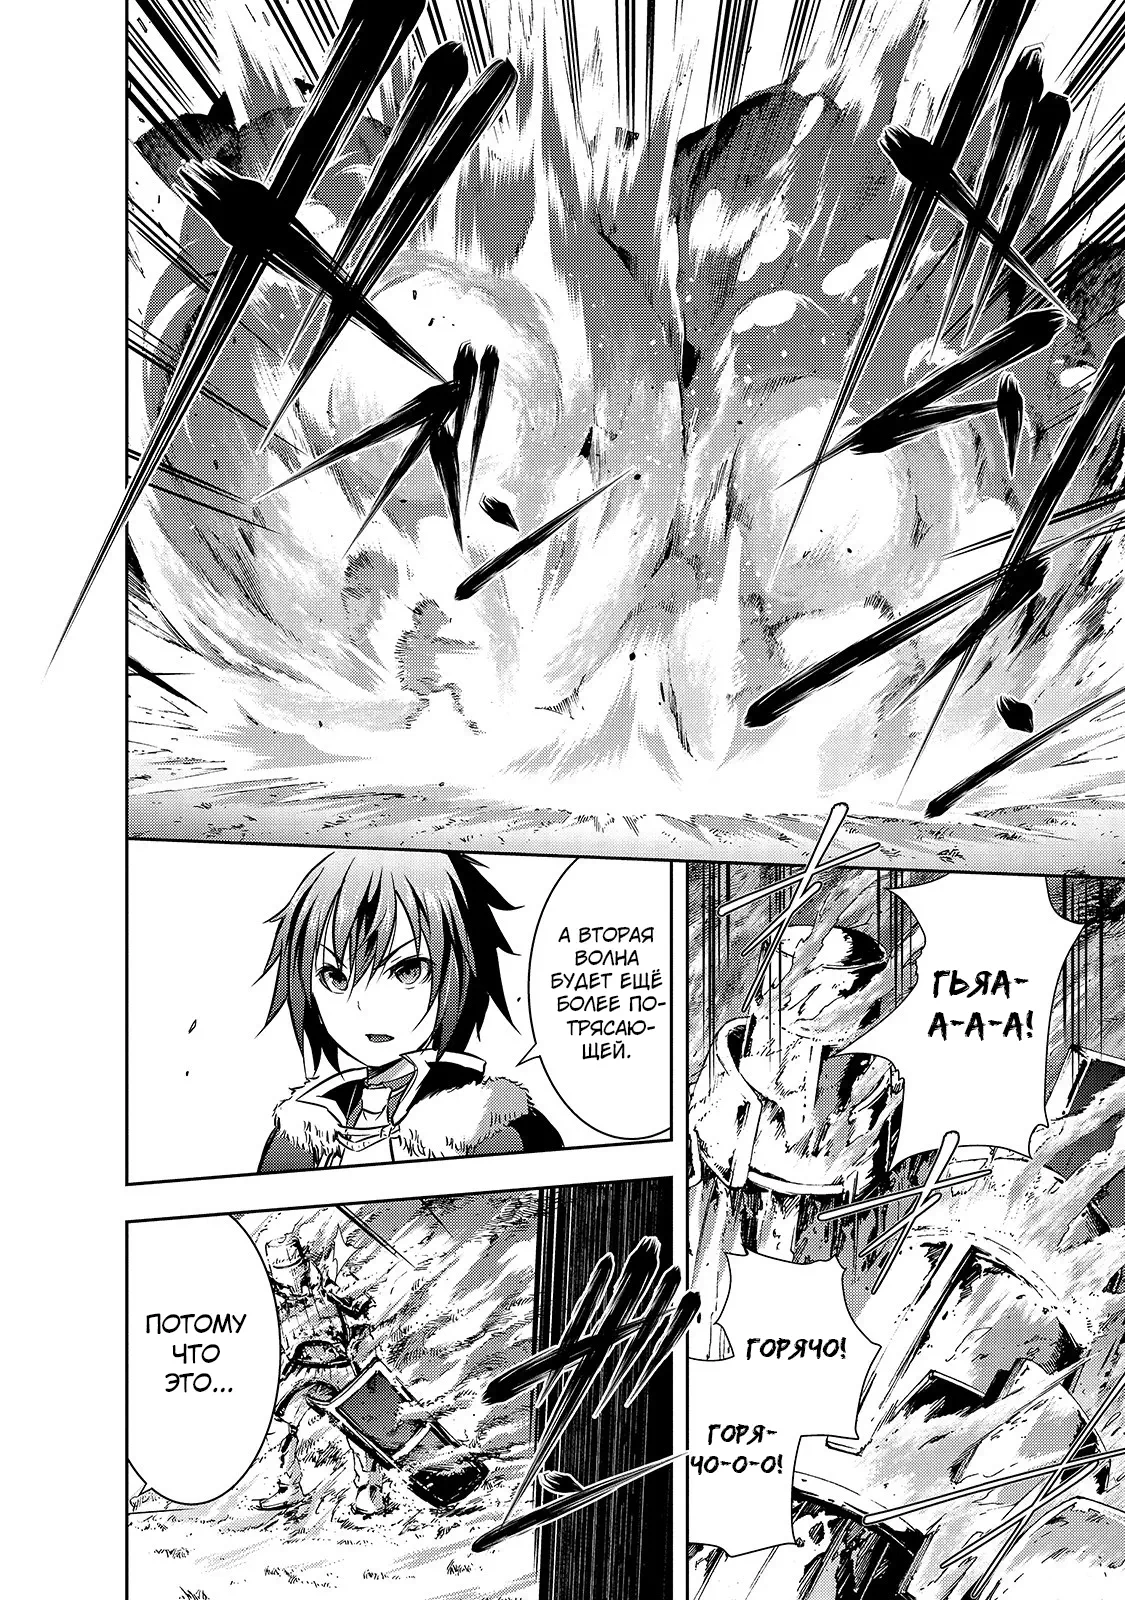 ГЬЯА-
А-А-А!
ГОРЯЧО!
ГОРЯ-
ЧО-О-О!
А ВТОРАЯ
ВОЛНА
БУДЕТ ЕЩЁ
БОЛЕЕ ПО-
ТРЯСАЮ-
ЩЕЙ.
ПОТОМУ
ЧТО
ЭТО...